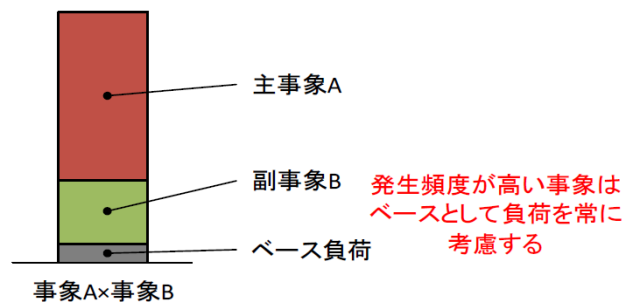 主事象A
副事象B
発生頻度が高い事象は
ベースとして負荷を常に
考慮する
ベース負荷
事象A×事象B